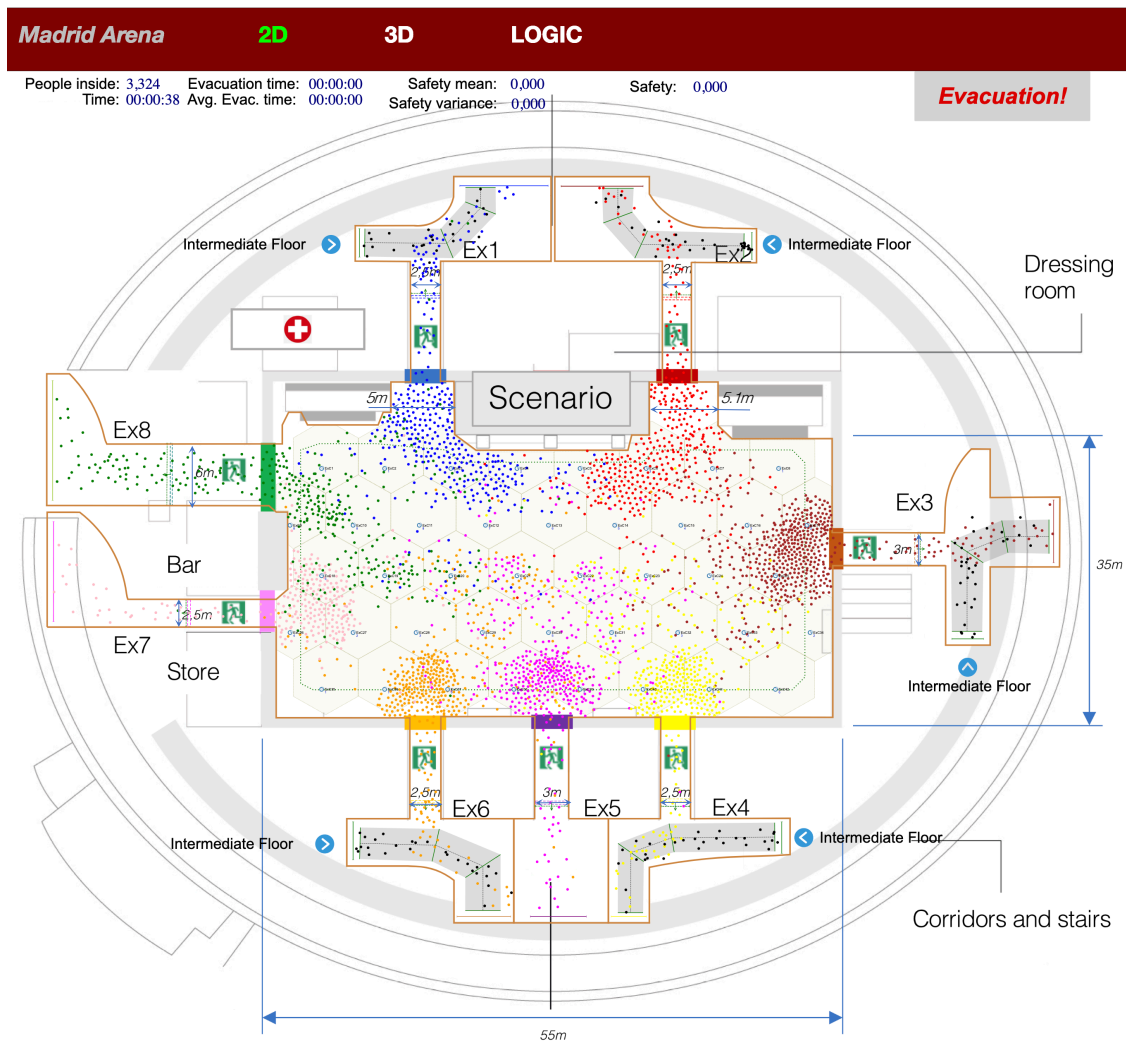 Madrid Arena 2D 3D LOGIC
People inside: 3,324 Evacuation time: 00:00:00 Safety mean: 0,000 Safety: 0,000
Time: 00:00:38 Avg. Evac. time: 00:00:00 Safety variance: 0,000
Evacuation!
Intermediate Floor
Ex1
Ex2
Intermediate Floor
2,5m
2,5m
Dressing
room
5m
Scenario
5.1m
Ex8
6m
Ex3
3m
35m
Bar
2,5m
Ex7
Store
Intermediate Floor
2,5m
Ex6
3m
Ex5
2,5m
Ex4
Intermediate Floor
Intermediate Floor
Corridors and stairs
55m